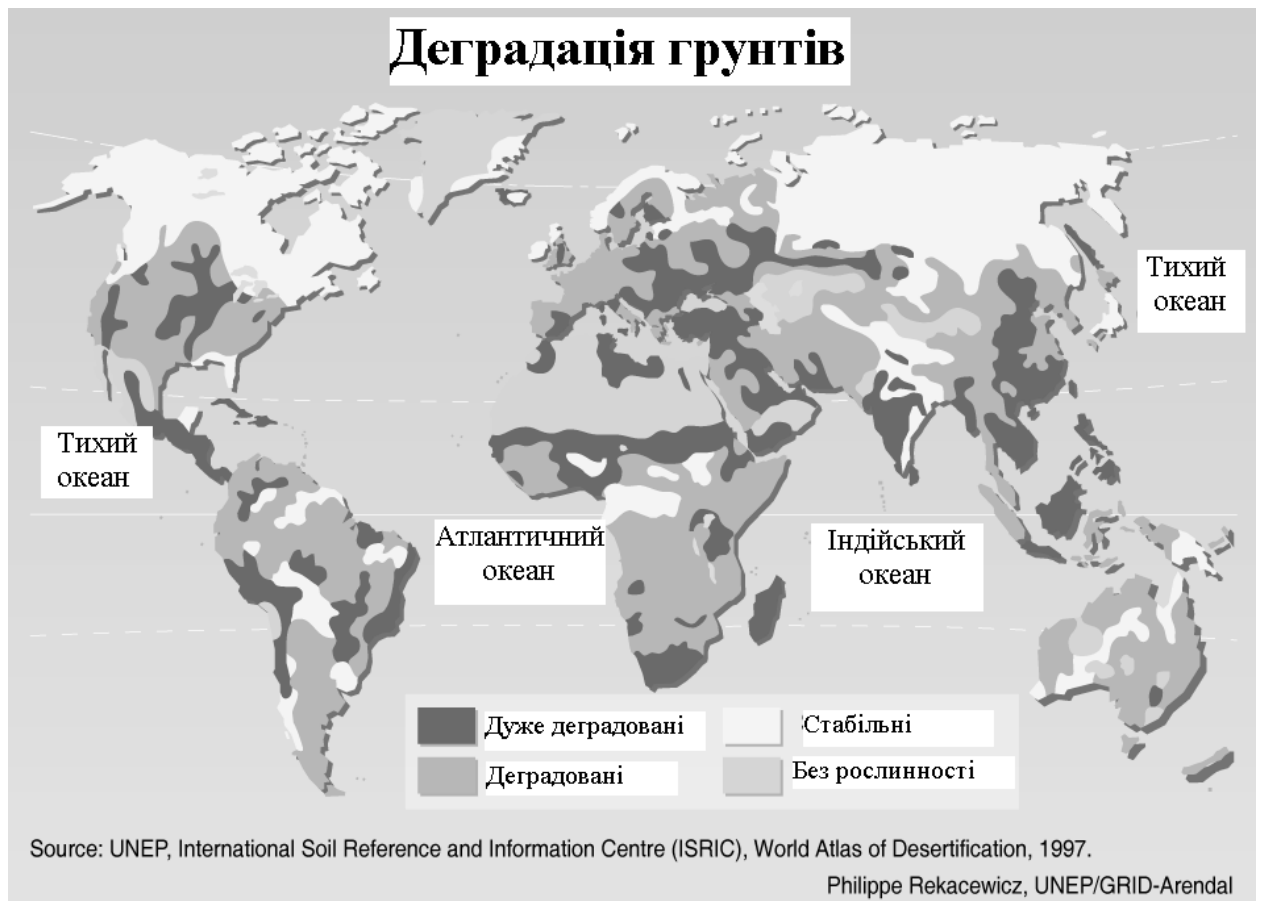 Деградація грунтів
Тихий
океан
Тихий
океан
Атлантичний
океан
Індійський
океан
Дуже деградовані
Стабільні
Деградовані
Без рослинності
Source: UNEP, International Soil Reference and Information Centre (ISRIC), World Atlas of Desertification, 1997.
Philippe Rekacewicz, UNEP/GRID-Arendal